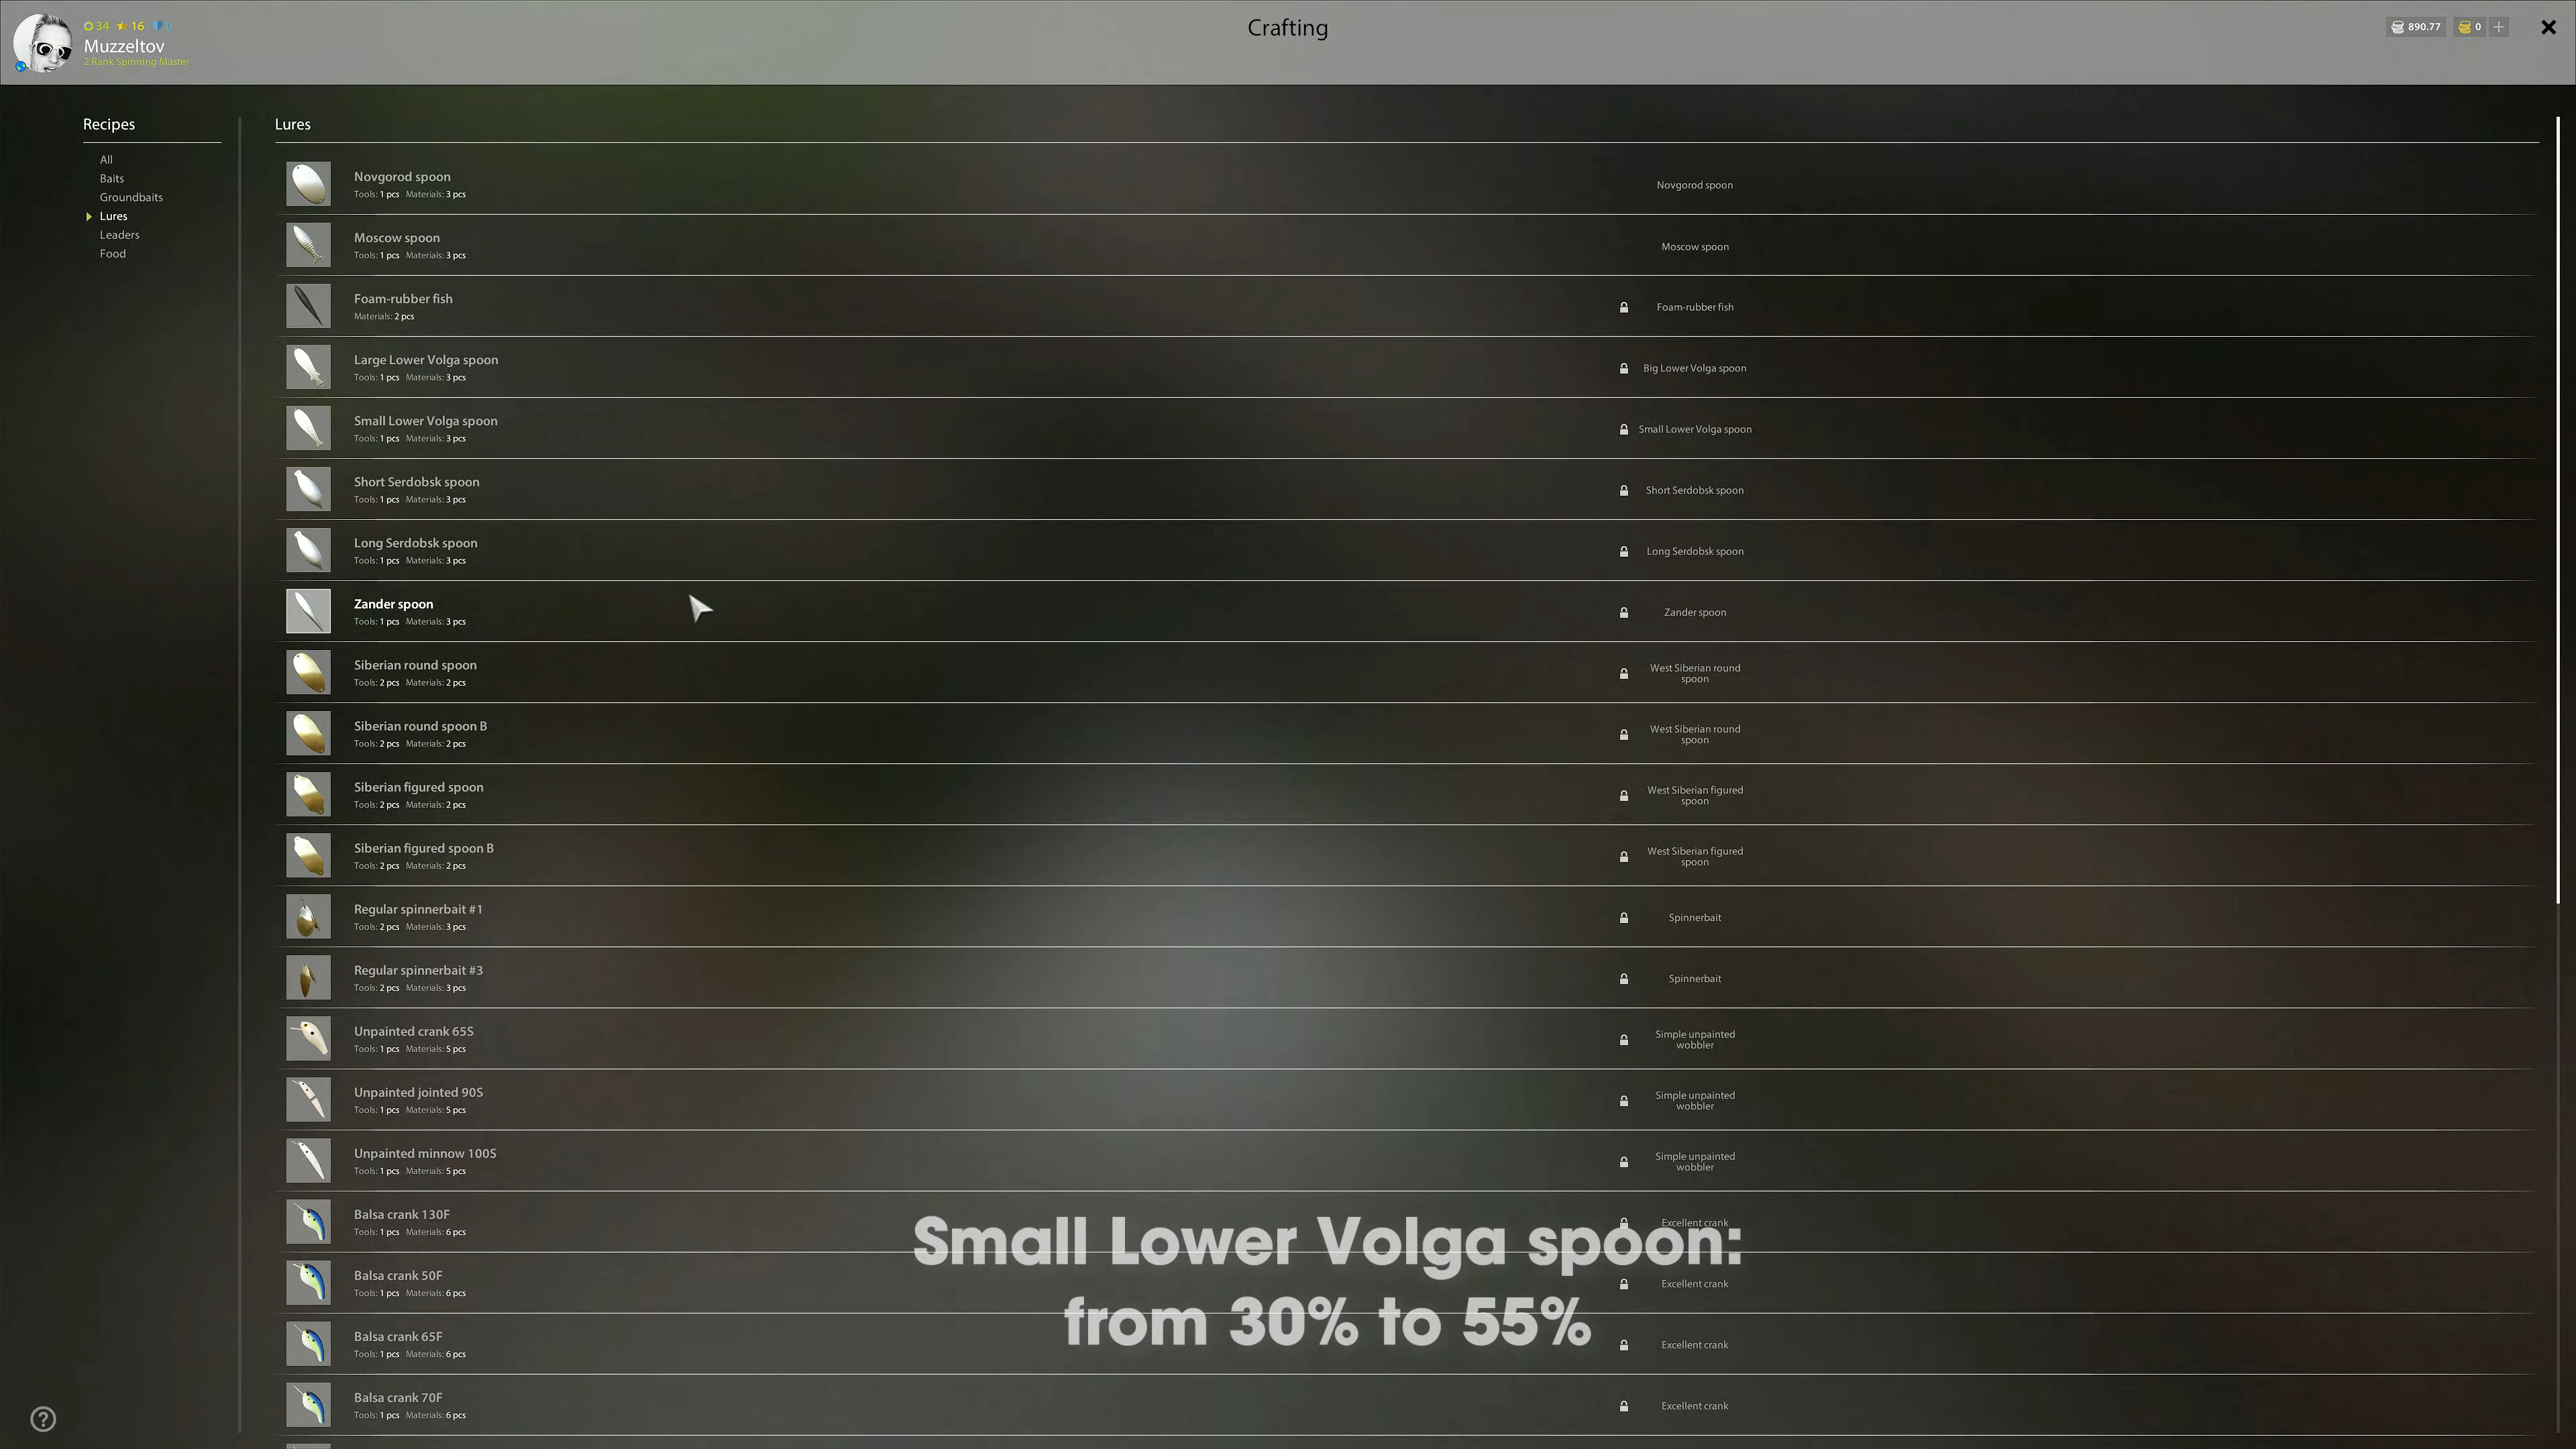 34 16 0
Crafting
890.77 0
Muzzeltov
2 Rank Spinning Master
Recipes
All
Baits
Groundbaits
Lures
Leaders
Food
Lures
Novgorod spoon
Tools: 1 pcs Materials: 3 pcs
Novgorod spoon
Moscow spoon
Tools: 1 pcs Materials: 3 pcs
Moscow spoon
Foam-rubber fish
Materials: 2 pcs
Foam-rubber fish
Large Lower Volga spoon
Tools: 1 pcs Materials: 3 pcs
Big Lower Volga spoon
Small Lower Volga spoon
Tools: 1 pcs Materials: 3 pcs
Small Lower Volga spoon
Short Serdobsk spoon
Tools: 1 pcs Materials: 3 pcs
Short Serdobsk spoon
Long Serdobsk spoon
Tools: 1 pcs Materials: 3 pcs
Long Serdobsk spoon
Zander spoon
Tools: 1 pcs Materials: 3 pcs
Zander spoon
Siberian round spoon
Tools: 2 pcs Materials: 2 pcs
West Siberian round
spoon
Siberian round spoon B
Tools: 2 pcs Materials: 2 pcs
West Siberian round
spoon
Siberian figured spoon
Tools: 2 pcs Materials: 2 pcs
West Siberian figured
spoon
Siberian figured spoon B
Tools: 2 pcs Materials: 2 pcs
West Siberian figured
spoon
Regular spinnerbait #1
Tools: 2 pcs Materials: 3 pcs
Spinnerbait
Regular spinnerbait #3
Tools: 2 pcs Materials: 3 pcs
Spinnerbait
Unpainted crank 65S
Tools: 1 pcs Materials: 5 pcs
Simple unpainted
wobbler
Unpainted jointed 90S
Tools: 1 pcs Materials: 5 pcs
Simple unpainted
wobbler
Unpainted minnow 100S
Tools: 1 pcs Materials: 5 pcs
Simple unpainted
wobbler
Balsa crank 130F
Tools: 1 pcs Materials: 6 pcs
Excellent crank
Balsa crank 50F
Tools: 1 pcs Materials: 6 pcs
Excellent crank
Balsa crank 65F
Tools: 1 pcs Materials: 6 pcs
Excellent crank
Balsa crank 70F
Tools: 1 pcs Materials: 6 pcs
Excellent crank
Small Lower Volga spoon:
from 30% to 55%